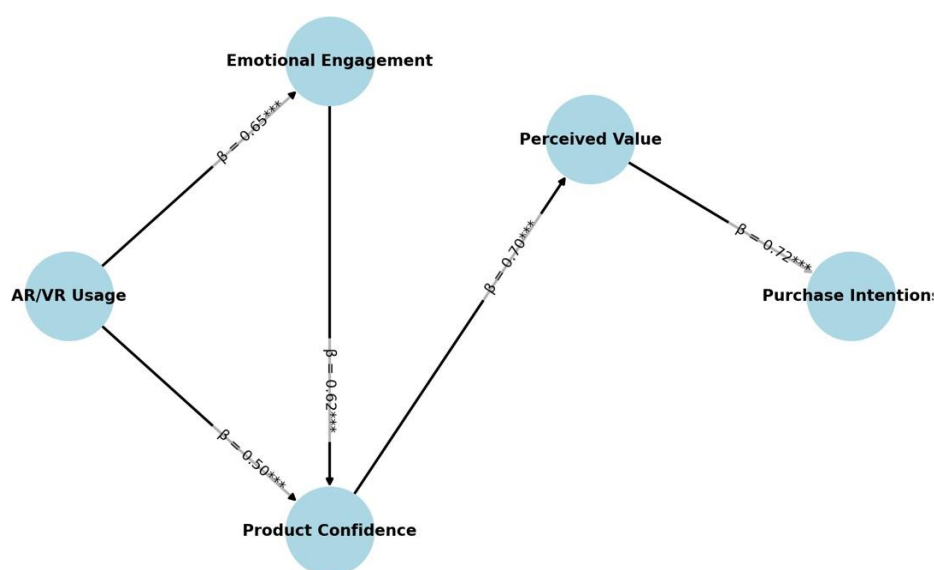 Emotional Engagement
β = 0.65***
Perceived Value
β = 0.70***
β = 0.72***
AR/VR Usage
Purchase Intentions
β = 0.62***
β = 0.50***
Product Confidence